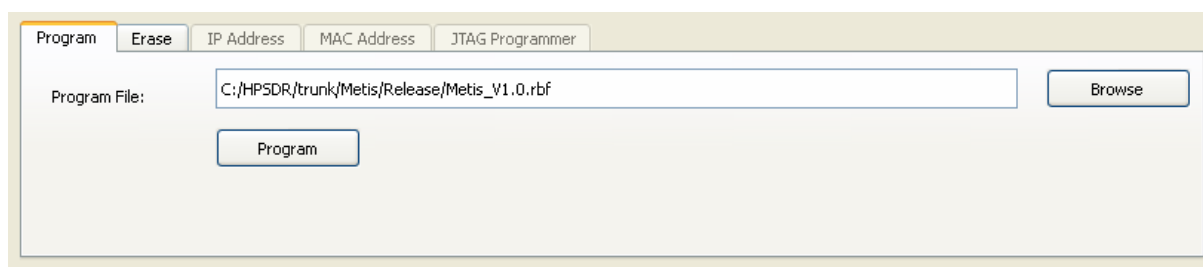 Program Erase IP Address MAC Address JTAG Programmer
Program File: C:/HPSDR/trunk/Metis/Release/Metis_V1.0.rbf Browse
Program